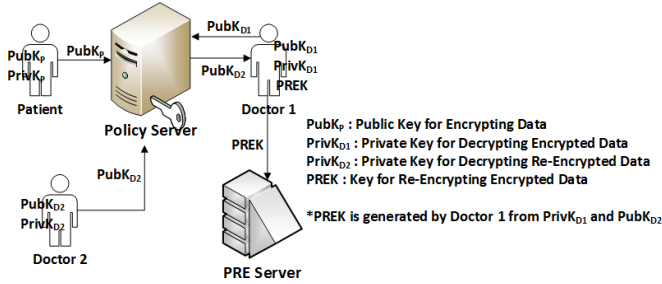 PubK_P
PrivK_P
Patient
PubK_P
Policy Server
PubK_D1
PubK_D2
PubK_D1
PrivK_D1
PREK
Doctor 1
PubK_D2
PubK_D2
PrivK_D2
Doctor 2
PREK
PRE Server
PubK_P : Public Key for Encrypting Data
PrivK_D1 : Private Key for Decrypting Encrypted Data
PrivK_D2 : Private Key for Decrypting Re-Encrypted Data
PREK : Key for Re-Encrypting Encrypted Data
*PREK is generated by Doctor 1 from PrivK_D1 and PubK_D2